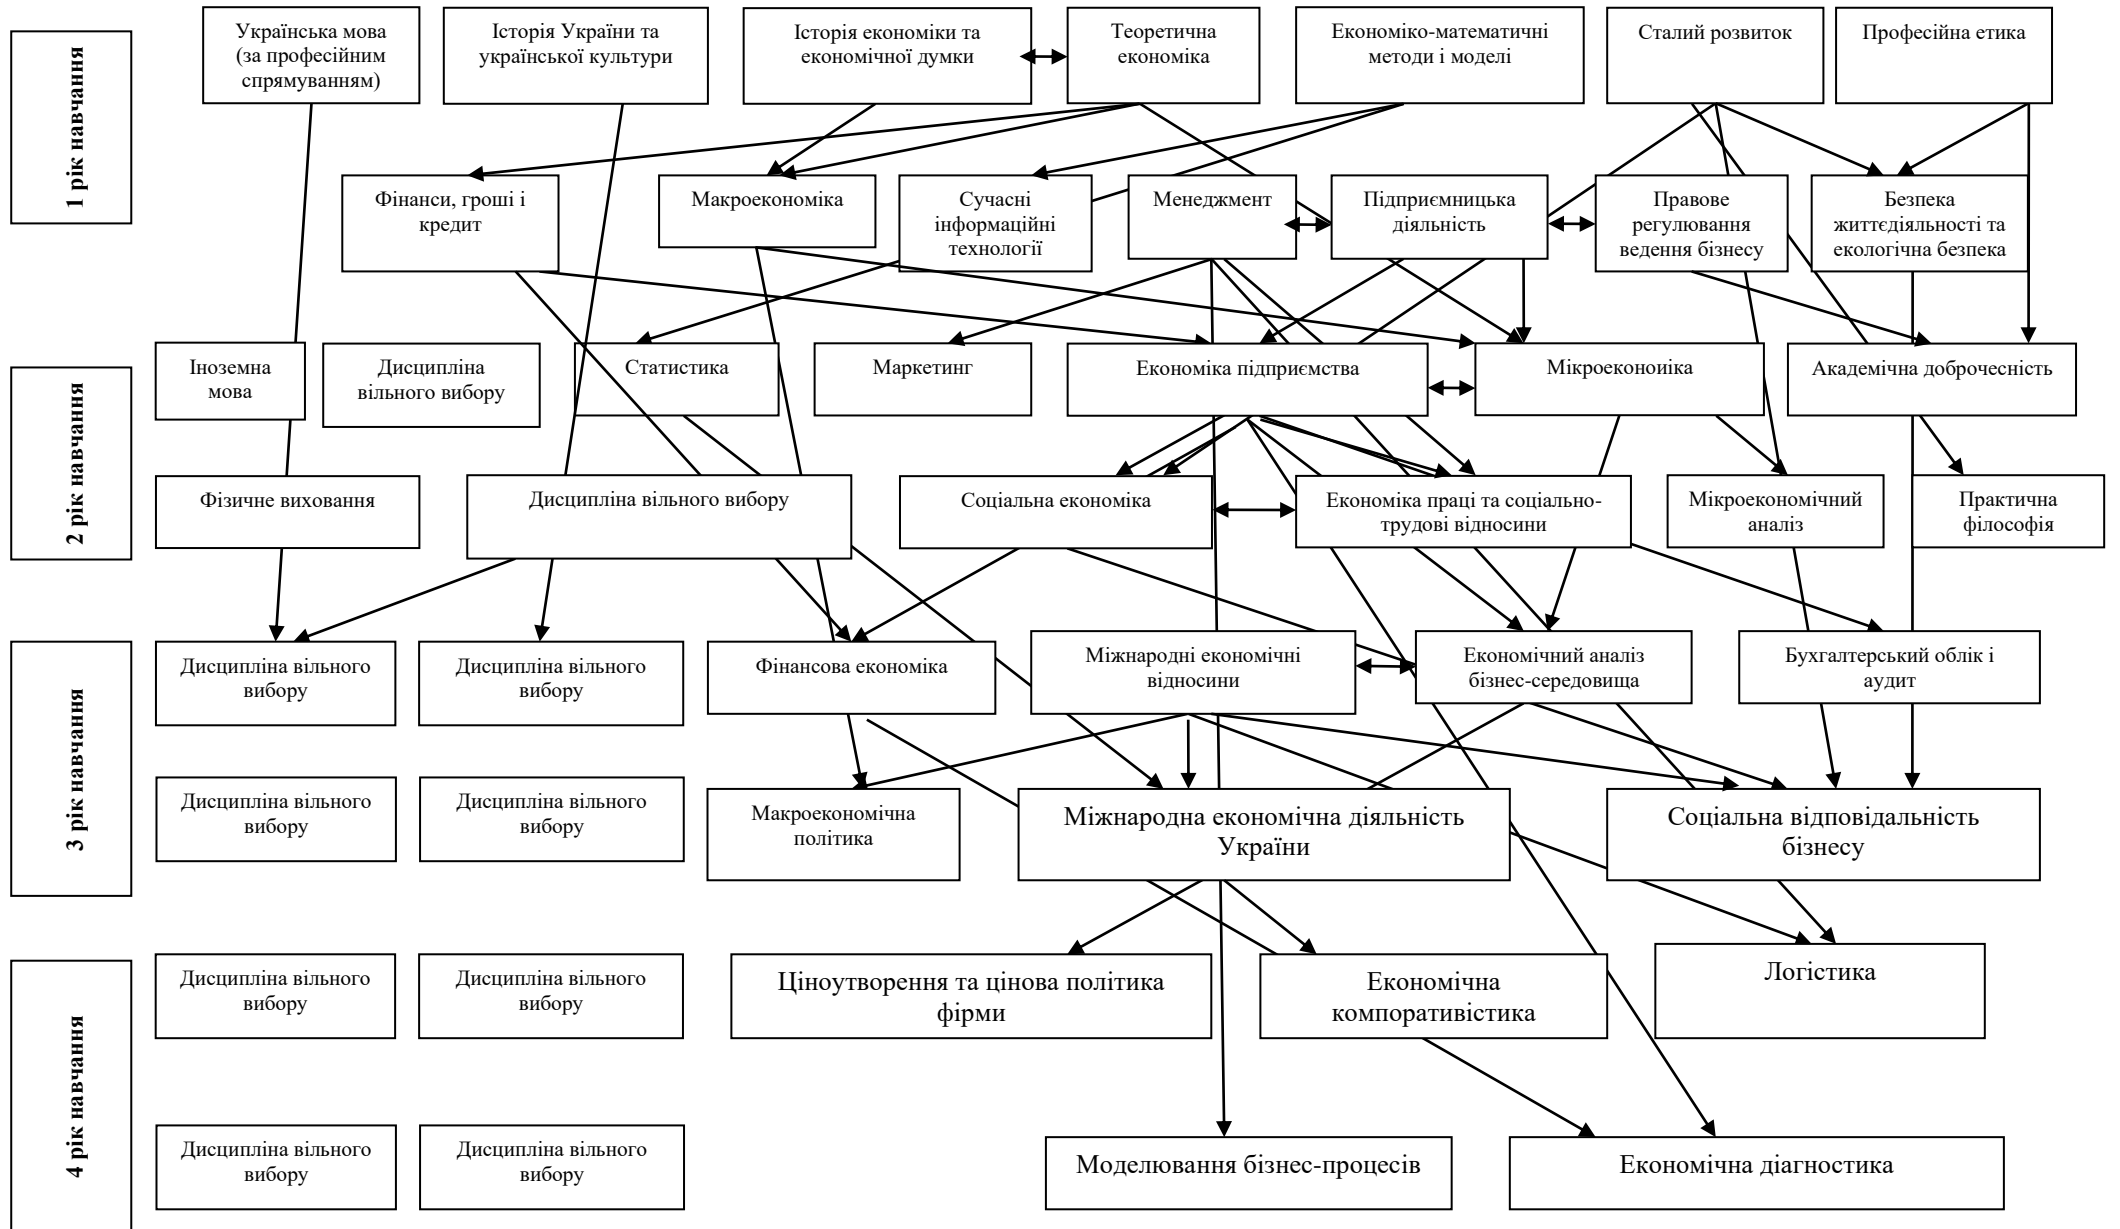 1 рік навчання
Українська мова
(за професійним
спрямуванням)
Історія України та
української культури
Історія економіки та
економічної думки
Теоретична
економіка
Економіко-математичні
методи і моделі
Сталий розвиток
Професійна етика
Фінанси, гроші і
кредит
Макроекономіка
Сучасні
інформаційні
технології
Менеджмент
Підприємницька
діяльність
Правове
регулювання
ведення бізнесу
Безпека
життєдіяльності та
екологічна безпека
2 рік навчання
Іноземна
мова
Дисципліна
вільного вибору
Статистика
Маркетинг
Економіка підприємства
Мікроеконоиіка
Академічна доброчесність
Фізичне виховання
Дисципліна вільного вибору
Соціальна економіка
Економіка праці та соціально-
трудові відносини
Мікроекономічний
аналіз
Практична
філософія
3 рік навчання
Дисципліна вільного
вибору
Дисципліна вільного
вибору
Фінансова економіка
Міжнародні економічні
відносини
Економічний аналіз
бізнес-середовища
Бухгалтерський облік і
аудит
Дисципліна вільного
вибору
Дисципліна вільного
вибору
Макроекономічна
політика
Міжнародна економічна діяльність
України
Соціальна відповідальність
бізнесу
4 рік навчання
Дисципліна вільного
вибору
Дисципліна вільного
вибору
Ціноутворення та цінова політика
фірми
Економічна
компоративістика
Логістика
Дисципліна вільного
вибору
Дисципліна вільного
вибору
Моделювання бізнес-процесів
Економічна діагностика